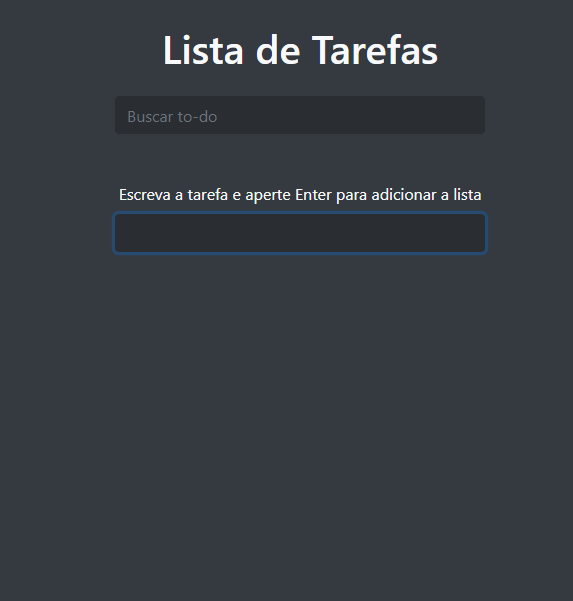 Lista de Tarefas
Buscar to-do
Escreva a tarefa e aperte Enter para adicionar a lista